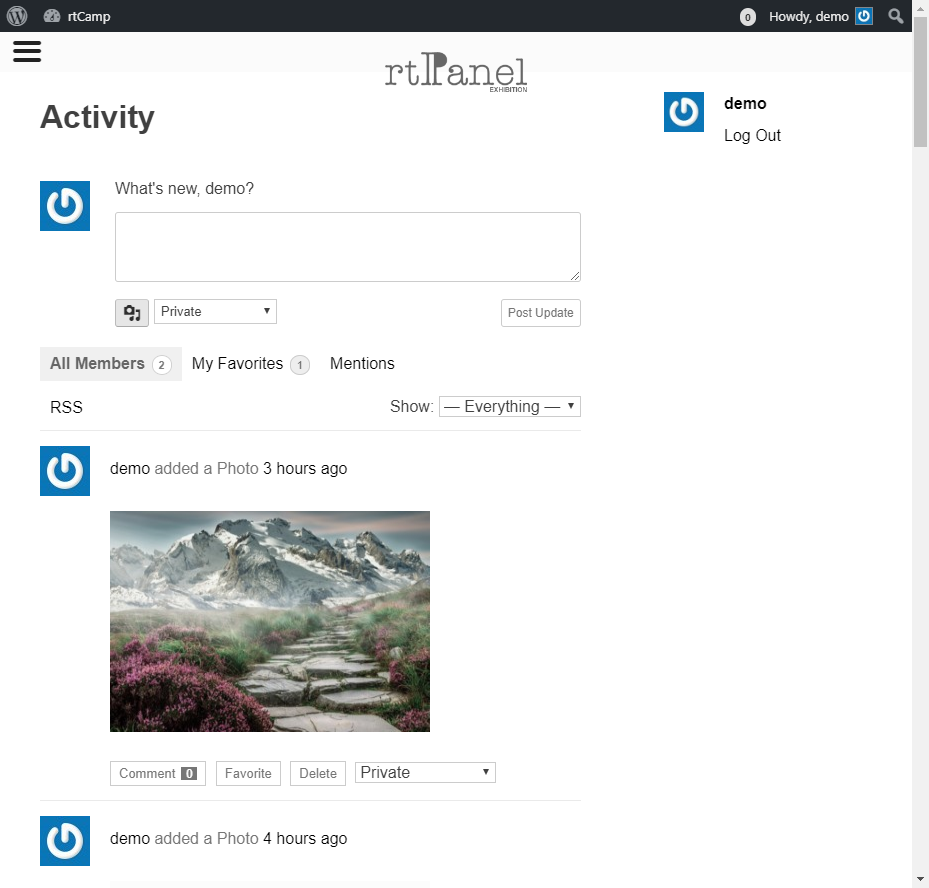 rtCamp
0 Howdy, demo
rtPanel
EXHIBITION
Activity
demo
Log Out
What's new, demo?
Private
Post Update
All Members 2 My Favorites 1 Mentions
RSS
Show: — Everything —
demo added a Photo 3 hours ago
Comment 0 Favorite Delete Private
demo added a Photo 4 hours ago